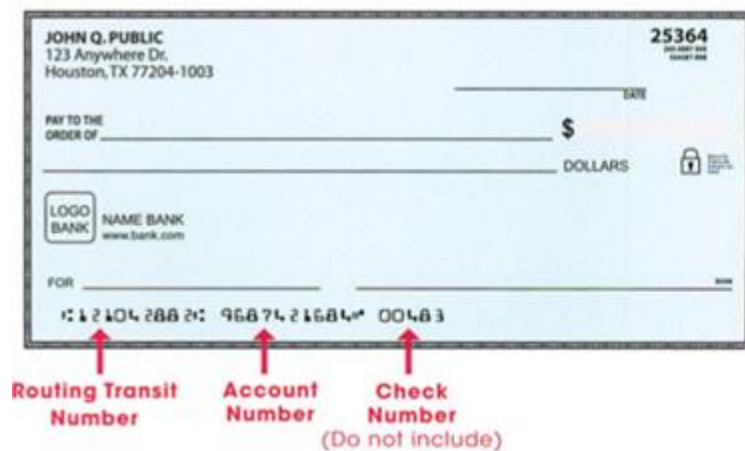 JOHN Q. PUBLIC
123 Anywhere Dr.
Houston, TX 77204-1003
25364
DATE
PAY TO THE
ORDER OF
$
DOLLARS
LOGO
BANK
NAME BANK
www.bank.com
FOR
⑆121042882⑆ 9687421684⑈ 00483
Routing Transit
Number
Account
Number
Check
Number
(Do not include)